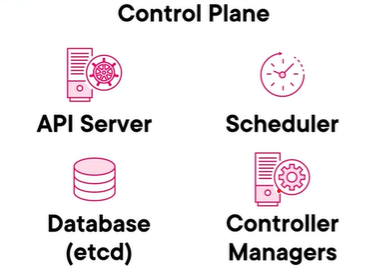 Control Plane
API Server
Scheduler
Database
(etcd)
Controller
Managers